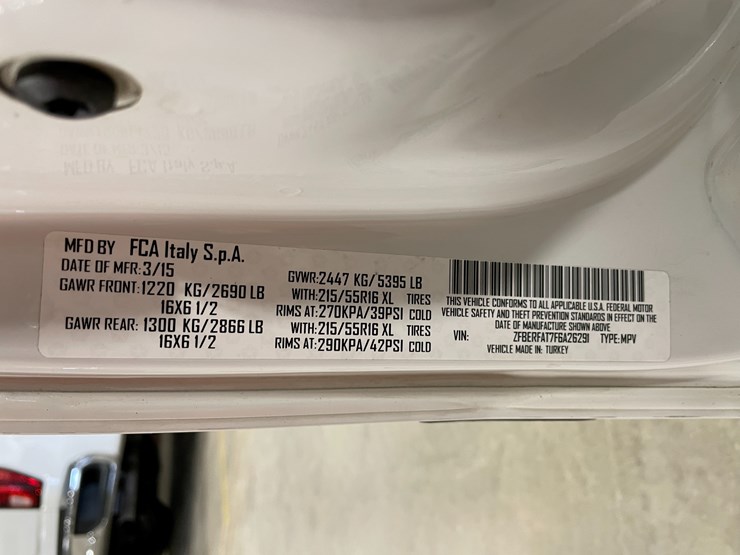 MFD BY FCA Italy S.p.A.
DATE OF MFR: 3/15
GAWR FRONT: 1220 KG/2690 LB
16X6 1/2
GAWR REAR: 1300 KG/2866 LB
16X6 1/2
GVWR: 2447 KG/5395 LB
WITH: 215/55R16 XL TIRES
RIMS AT: 270KPA/39PSI COLD
WITH: 215/55R16 XL TIRES
RIMS AT: 290KPA/42PSI COLD
THIS VEHICLE CONFORMS TO ALL APPLICABLE U.S.A. FEDERAL MOTOR
VEHICLE SAFETY AND THEFT PREVENTION STANDARDS IN EFFECT ON THE
DATE OF MANUFACTURE SHOWN ABOVE
VIN: ZFBERFAT7F6A26291 TYPE: MPV
VEHICLE MADE IN: TURKEY